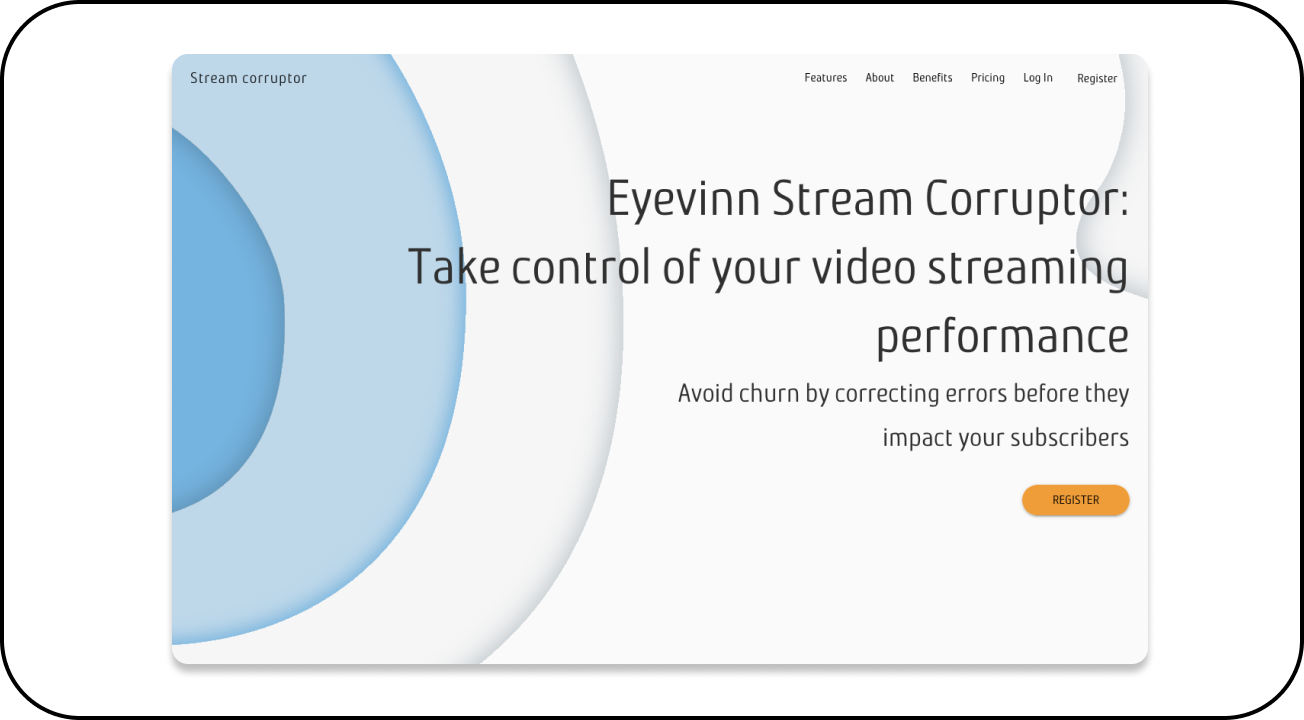 Stream corruptor
Features About Benefits Pricing Log In Register
Eyevinn Stream Corruptor:
Take control of your video streaming
performance
Avoid churn by correcting errors before they
impact your subscribers
REGISTER